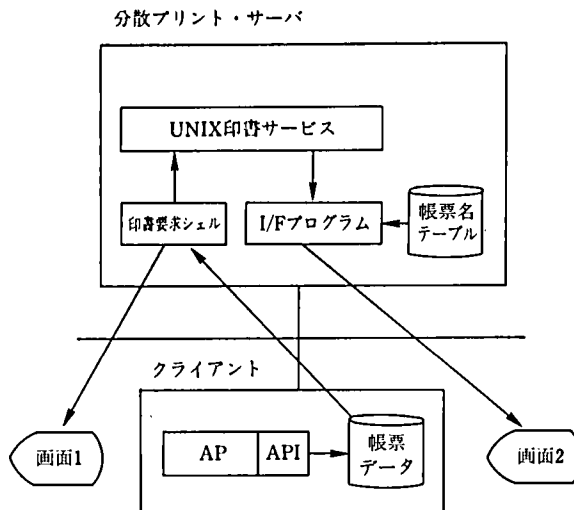 分散プリント・サーバ
UNIX印書サービス
印書要求シェル
I/Fプログラム
帳票名
テーブル
クライアント
画面1
AP
API
帳票
データ
画面2